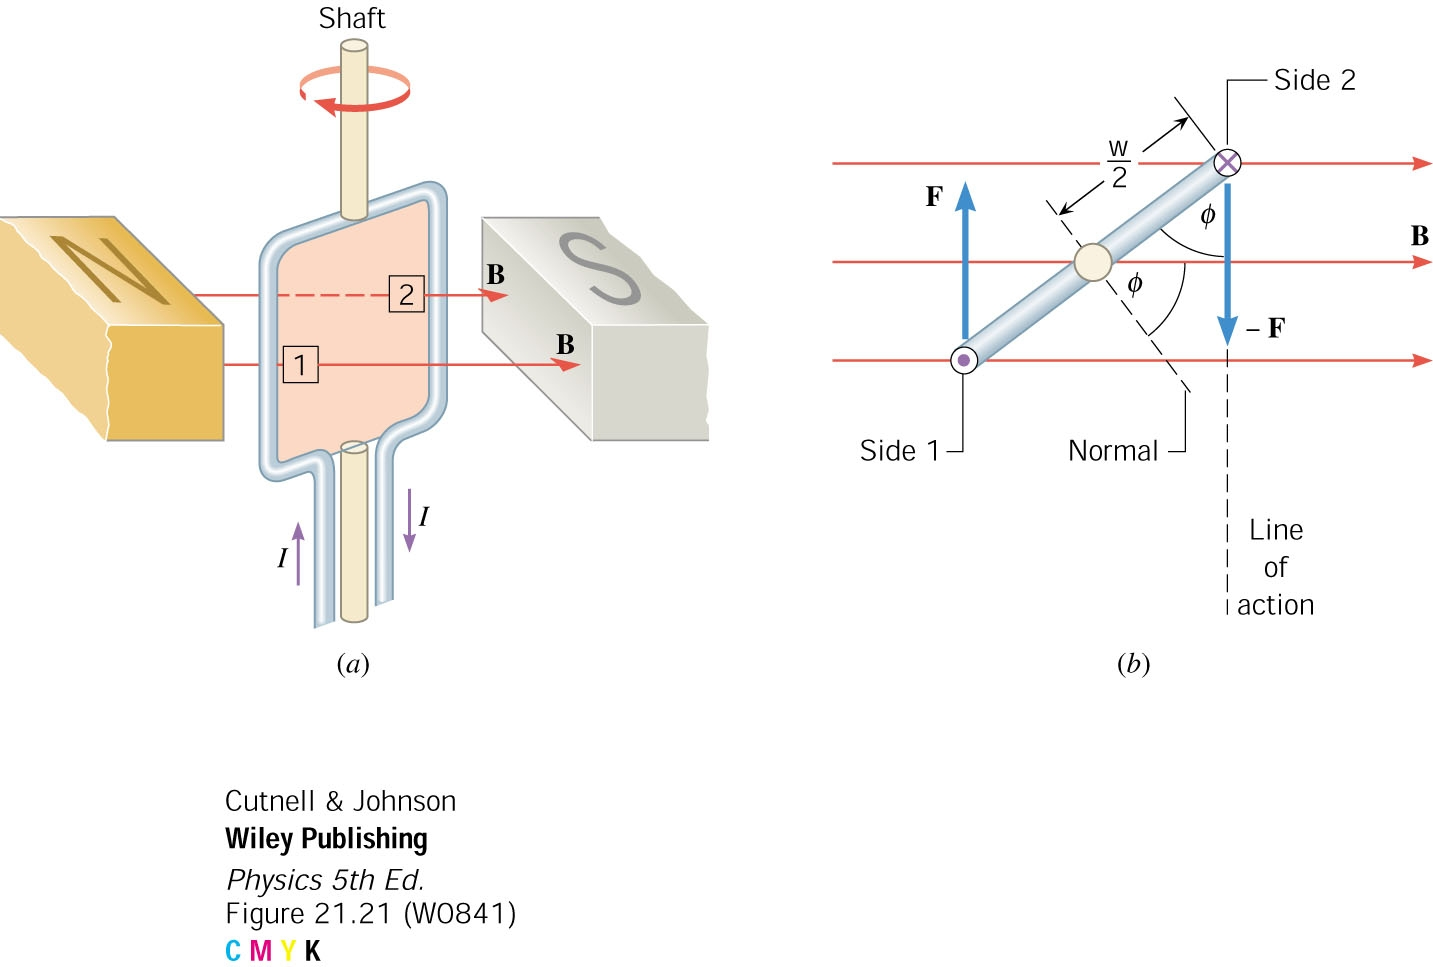 Shaft
N
S
B
2
B
1
I
I
(a)
Side 2
w
2
F
ϕ
B
ϕ
– F
Side 1
Normal
Line
of
action
(b)
Cutnell & Johnson
Wiley Publishing
Physics 5th Ed.
Figure 21.21 (W0841)
C M Y K